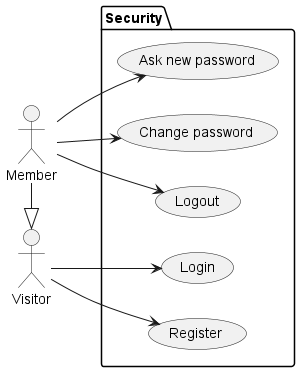 Security
Ask new password
Change password
Member
Logout
Login
Visitor
Register